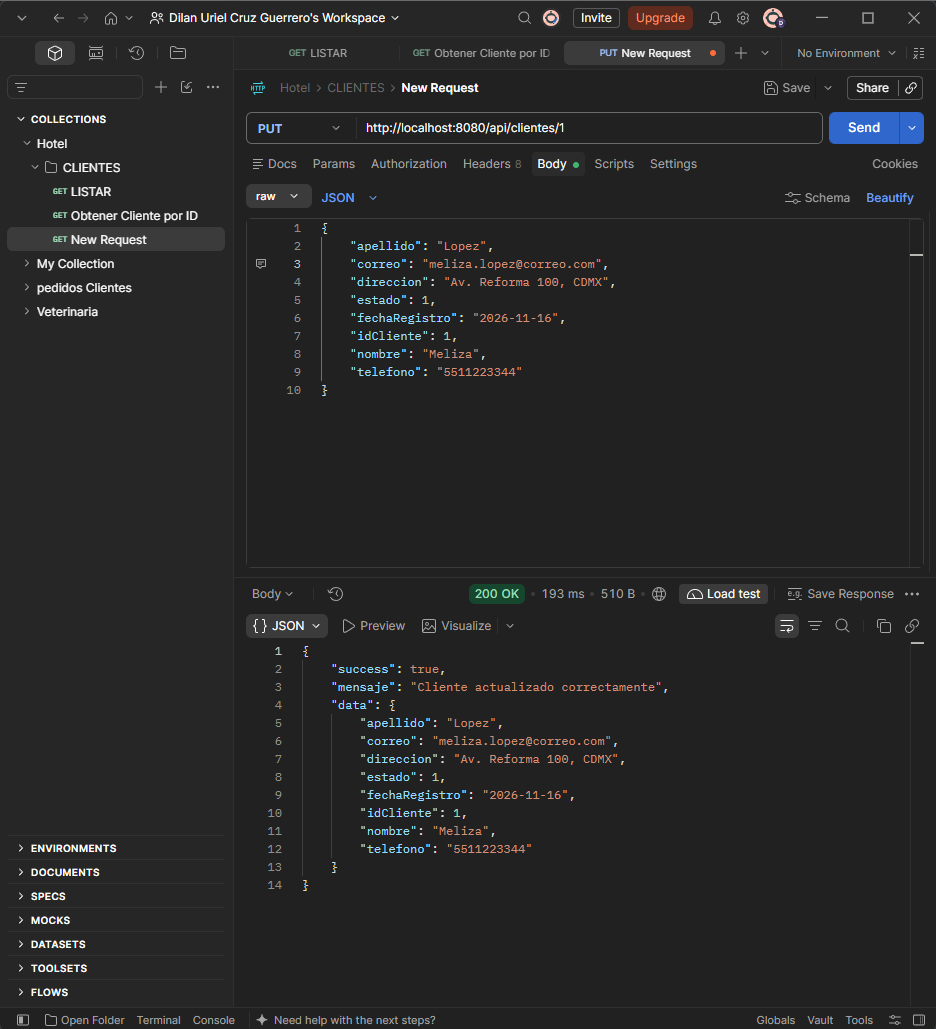 Dilan Uriel Cruz Guerrero's Workspace
Invite
Upgrade
GET LISTAR
GET Obtener Cliente por ID
PUT New Request
No Environment
Hotel > CLIENTES > New Request
Save
Share
COLLECTIONS
Hotel
CLIENTES
GET LISTAR
GET Obtener Cliente por ID
GET New Request
My Collection
pedidos Clientes
Veterinaria
PUT
http://localhost:8080/api/clientes/1
Send
Docs Params Authorization Headers 8 Body Scripts Settings Cookies
raw JSON Schema Beautify
1 {
2 "apellido": "Lopez",
3 "correo": "meliza.lopez@correo.com",
4 "direccion": "Av. Reforma 100, CDMX",
5 "estado": 1,
6 "fechaRegistro": "2026-11-16",
7 "idCliente": 1,
8 "nombre": "Meliza",
9 "telefono": "5511223344"
10 }
Body 200 OK • 193 ms • 510 B • Load test e.g. Save Response
{} JSON Preview Visualize
1 {
2 "success": true,
3 "mensaje": "Cliente actualizado correctamente",
4 "data": {
5 "apellido": "Lopez",
6 "correo": "meliza.lopez@correo.com",
7 "direccion": "Av. Reforma 100, CDMX",
8 "estado": 1,
9 "fechaRegistro": "2026-11-16",
10 "idCliente": 1,
11 "nombre": "Meliza",
12 "telefono": "5511223344"
13 }
14 }
ENVIRONMENTS
DOCUMENTS
SPECS
MOCKS
DATASETS
TOOLSETS
FLOWS
Open Folder Terminal Console Need help with the next steps? Globals Vault Tools